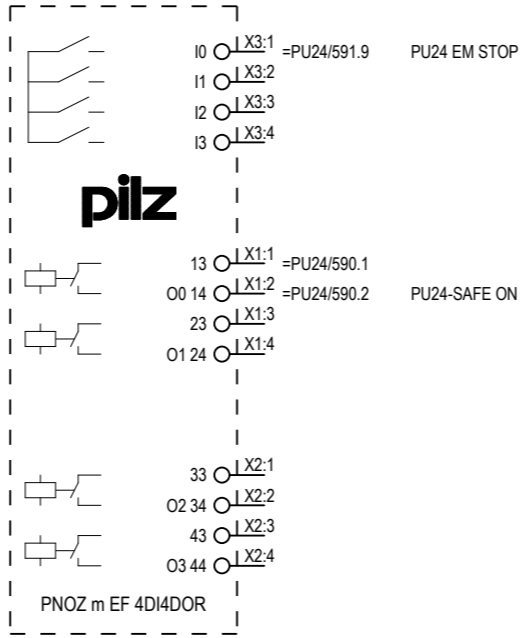 I0 X3:1 =PU24/591.9 PU24 EM STOP
I1 X3:2
I2 X3:3
I3 X3:4
pilz
13 X1:1 =PU24/590.1
O0 14 X1:2 =PU24/590.2 PU24-SAFE ON
23 X1:3
O1 24 X1:4
33 X2:1
O2 34 X2:2
43 X2:3
O3 44 X2:4
PNOZ m EF 4DI4DOR